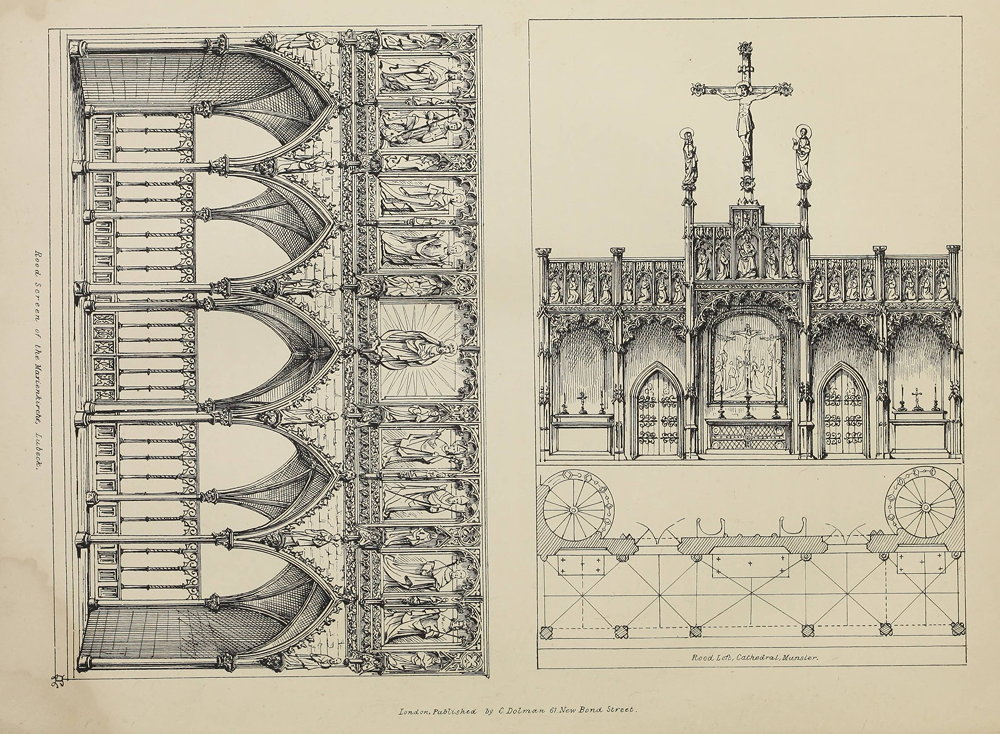 Rood Screen of the Marienkirche, Lubeck.
Rood Loft, Cathedral, Munster.
London, Published by C. Dolman 61 New Bond Street.